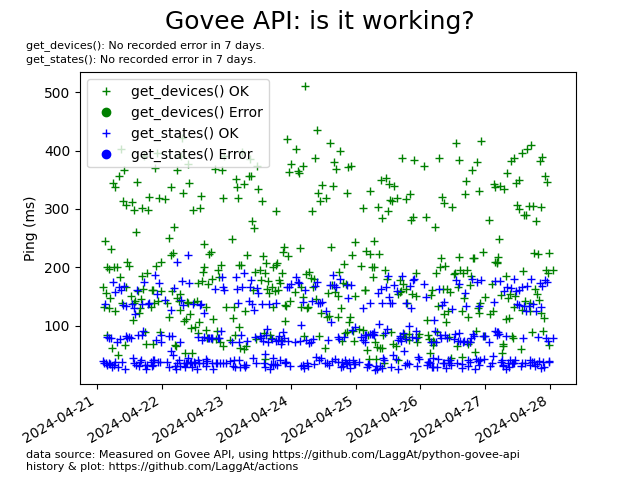 Govee API: is it working?
get_devices(): No recorded error in 7 days.
get_states(): No recorded error in 7 days.
get_devices() OK
get_devices() Error
get_states() OK
get_states() Error
Ping (ms)
500
400
300
200
100
2024-04-21
2024-04-22
2024-04-23
2024-04-24
2024-04-25
2024-04-26
2024-04-27
2024-04-28
data source: Measured on Govee API, using https://github.com/LaggAt/python-govee-api
history & plot: https://github.com/LaggAt/actions